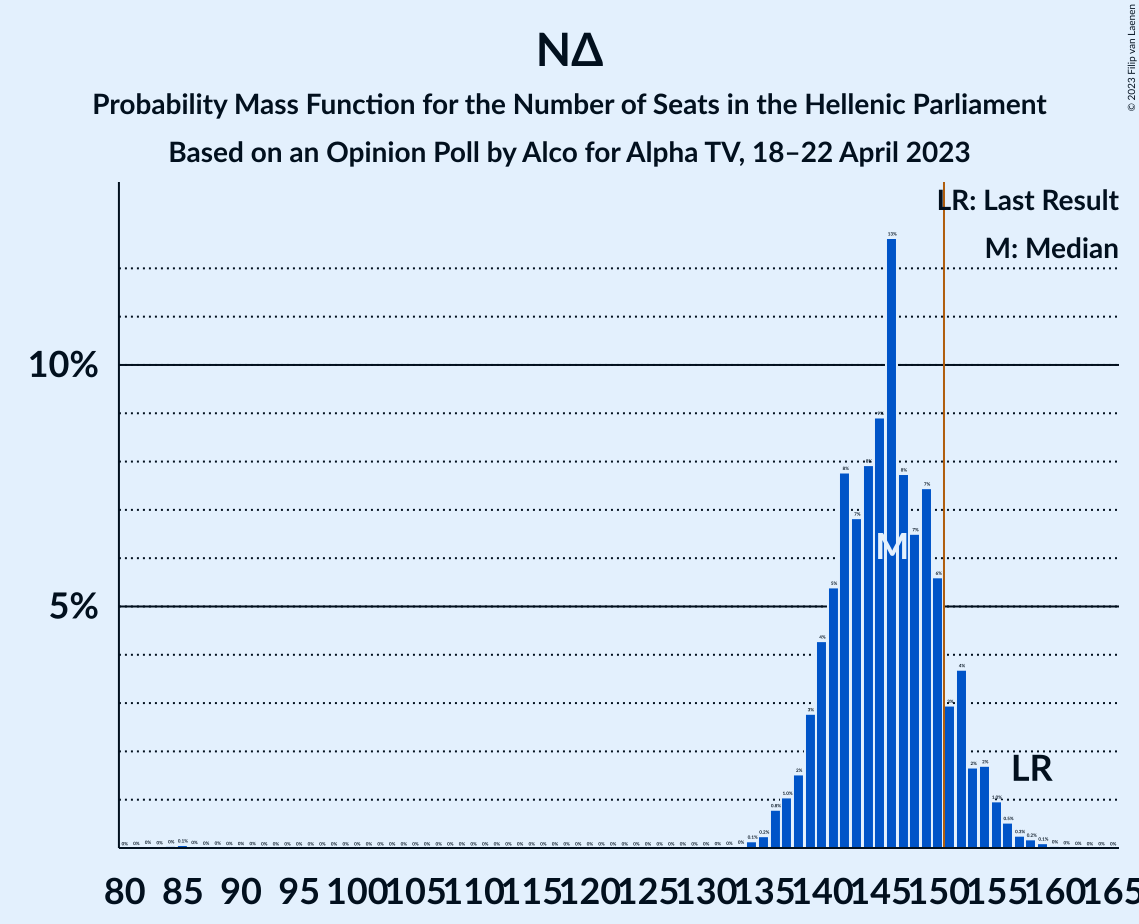 ΝΔ
Probability Mass Function for the Number of Seats in the Hellenic Parliament
Based on an Opinion Poll by Alco for Alpha TV, 18–22 April 2023
© 2023 Filip van Laenen
LR: Last Result
M: Median
10%
5%
13%
M
LR
80 85 90 95 100 105 110 115 120 125 130 135 140 145 150 155 160 165